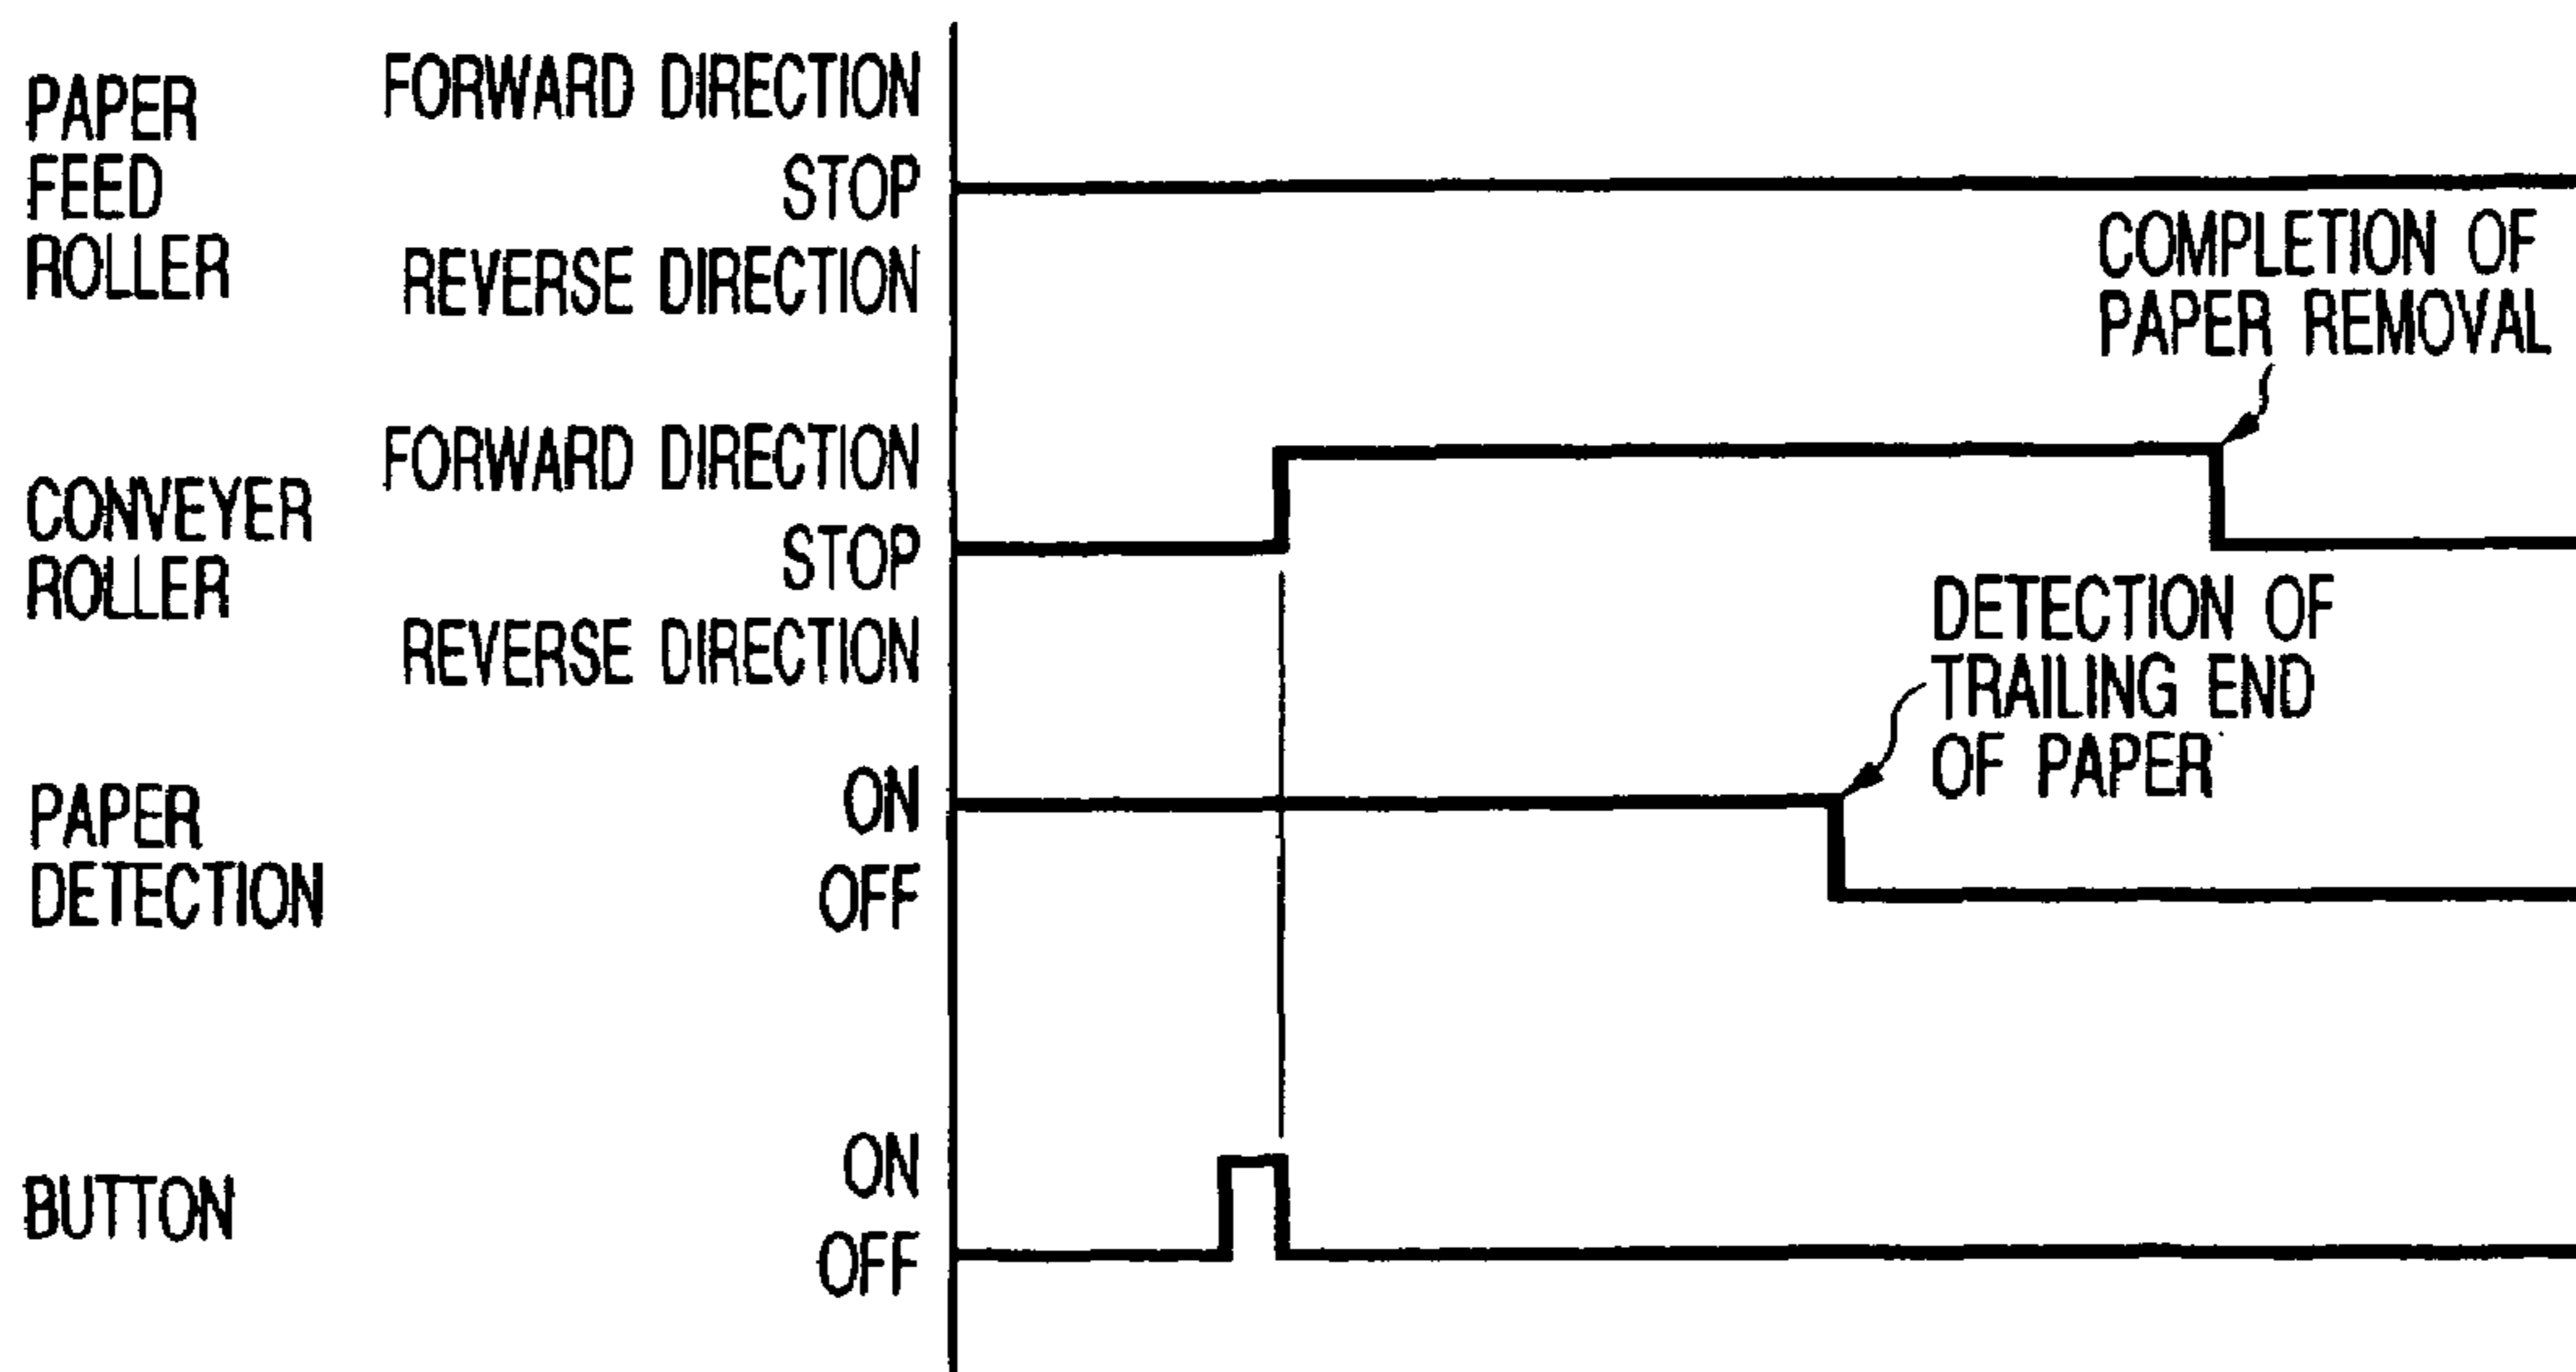 PAPER
FEED
ROLLER
FORWARD DIRECTION
STOP
REVERSE DIRECTION
COMPLETION OF
PAPER REMOVAL
CONVEYER
ROLLER
FORWARD DIRECTION
STOP
REVERSE DIRECTION
DETECTION OF
TRAILING END
OF PAPER
PAPER
DETECTION
ON
OFF
BUTTON
ON
OFF